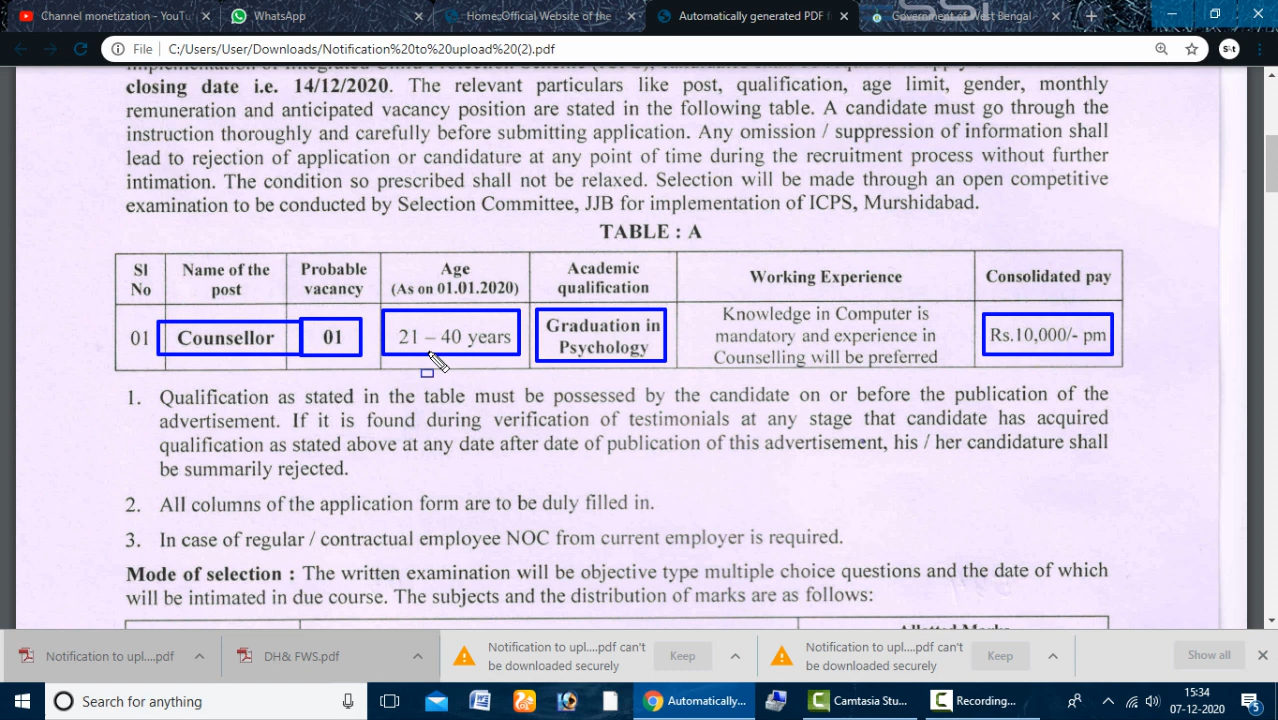 Channel monetization - YouTu
WhatsApp
Home:Official Website of the
Automatically generated PDF f
Government of West Bengal -
File
C:/Users/User/Downloads/Notification%20to%20upload%20(2).pdf
closing date i.e. 14/12/2020. The relevant particulars like post, qualification, age limit, gender, monthly
remuneration and anticipated vacancy position are stated in the following table. A candidate must go through the
instruction thoroughly and carefully before submitting application. Any omission / suppression of information shall
lead to rejection of application or candidature at any point of time during the recruitment process without further
intimation. The condition so prescribed shall not be relaxed. Selection will be made through an open competitive
examination to be conducted by Selection Committee, JJB for implementation of ICPS, Murshidabad.
TABLE : A
Sl No
Name of the post
Probable vacancy
Age (As on 01.01.2020)
Academic qualification
Working Experience
Consolidated pay
01
Counsellor
01
21 – 40 years
Graduation in Psychology
Knowledge in Computer is
mandatory and experience in
Counselling will be preferred
Rs.10,000/- pm
1. Qualification as stated in the table must be possessed by the candidate on or before the publication of the
advertisement. If it is found during verification of testimonials at any stage that candidate has acquired
qualification as stated above at any date after date of publication of this advertisement, his / her candidature shall
be summarily rejected.
2. All columns of the application form are to be duly filled in.
3. In case of regular / contractual employee NOC from current employer is required.
Mode of selection : The written examination will be objective type multiple choice questions and the date of which
will be intimated in due course. The subjects and the distribution of marks are as follows:
Notification to upl....pdf
DH& FWS.pdf
Notification to upl....pdf can't
be downloaded securely
Keep
Notification to upl....pdf can't
be downloaded securely
Keep
Show all
Search for anything
Automatically...
Camtasia Stu...
Recording...
15:34
07-12-2020
5